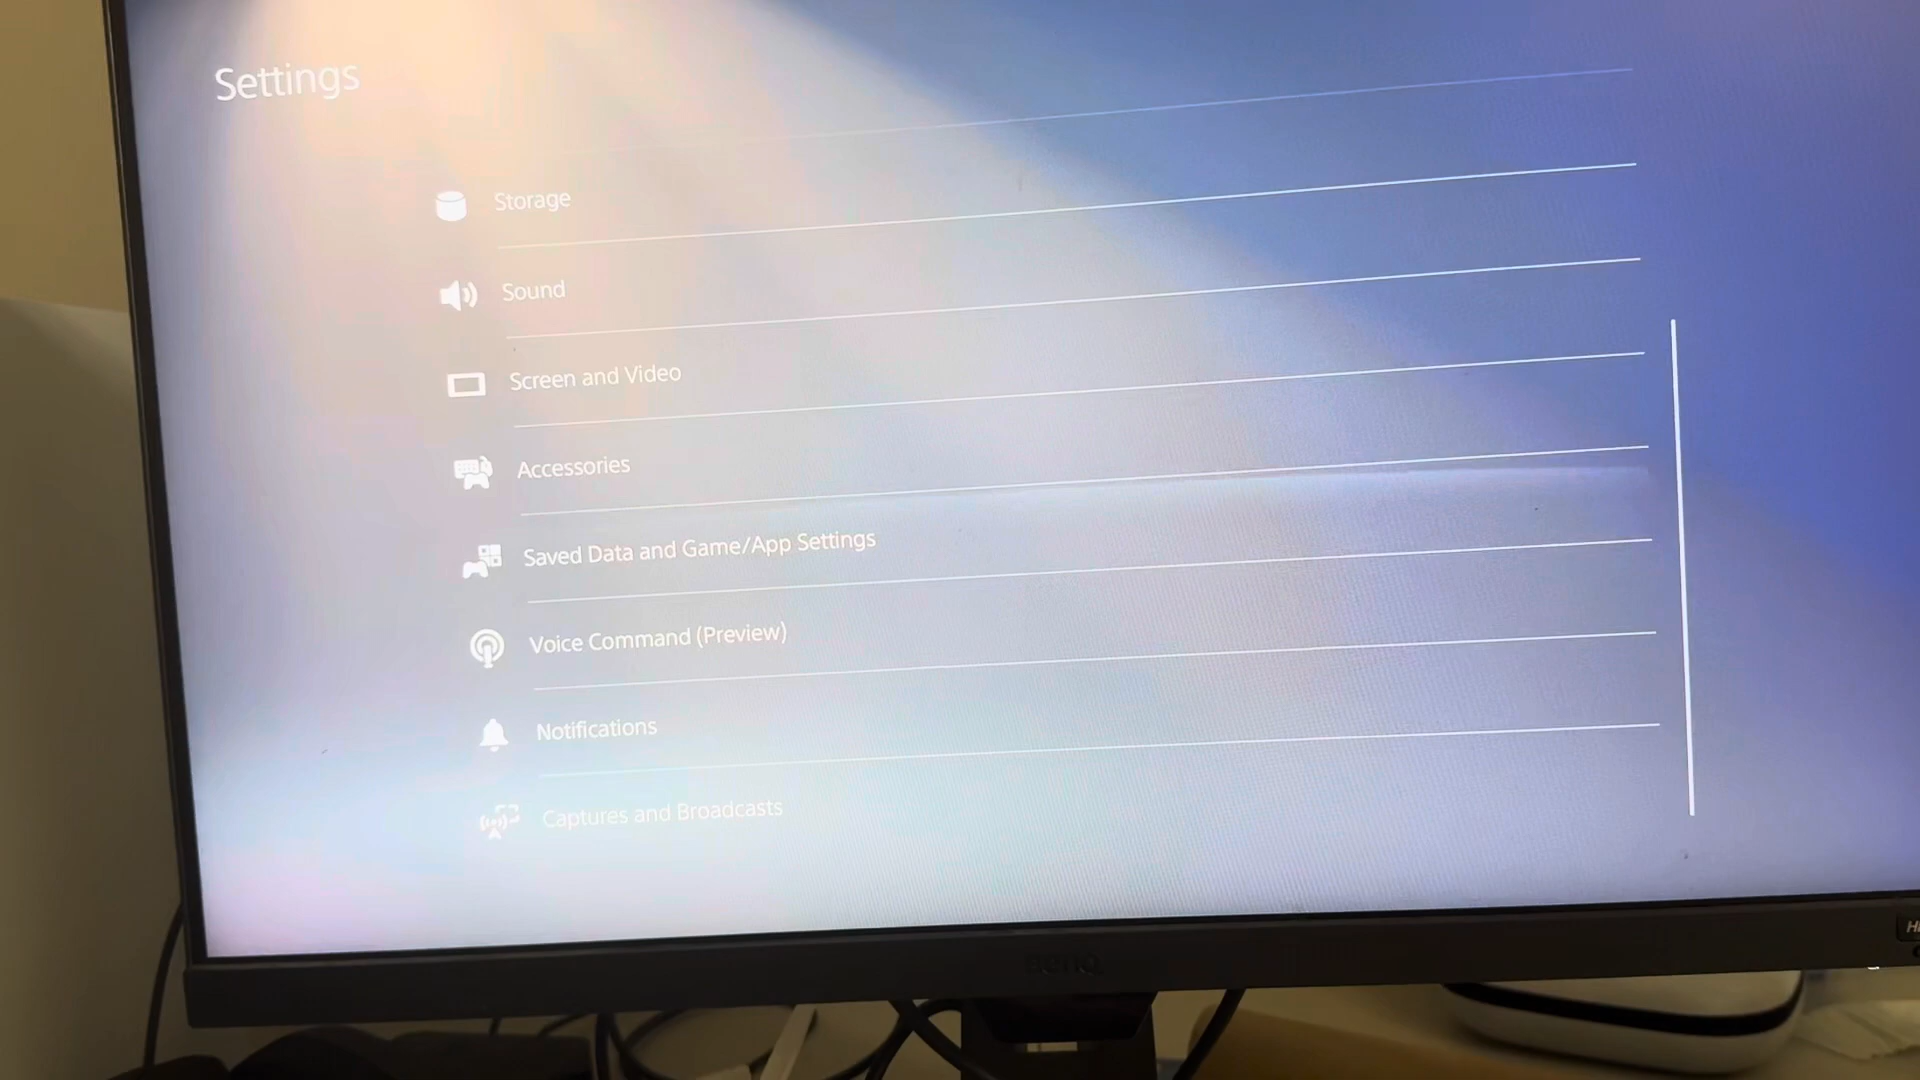 Settings
Storage
Sound
Screen and Video
Accessories
Saved Data and Game/App Settings
Voice Command (Preview)
Notifications
Captures and Broadcasts
BenQ